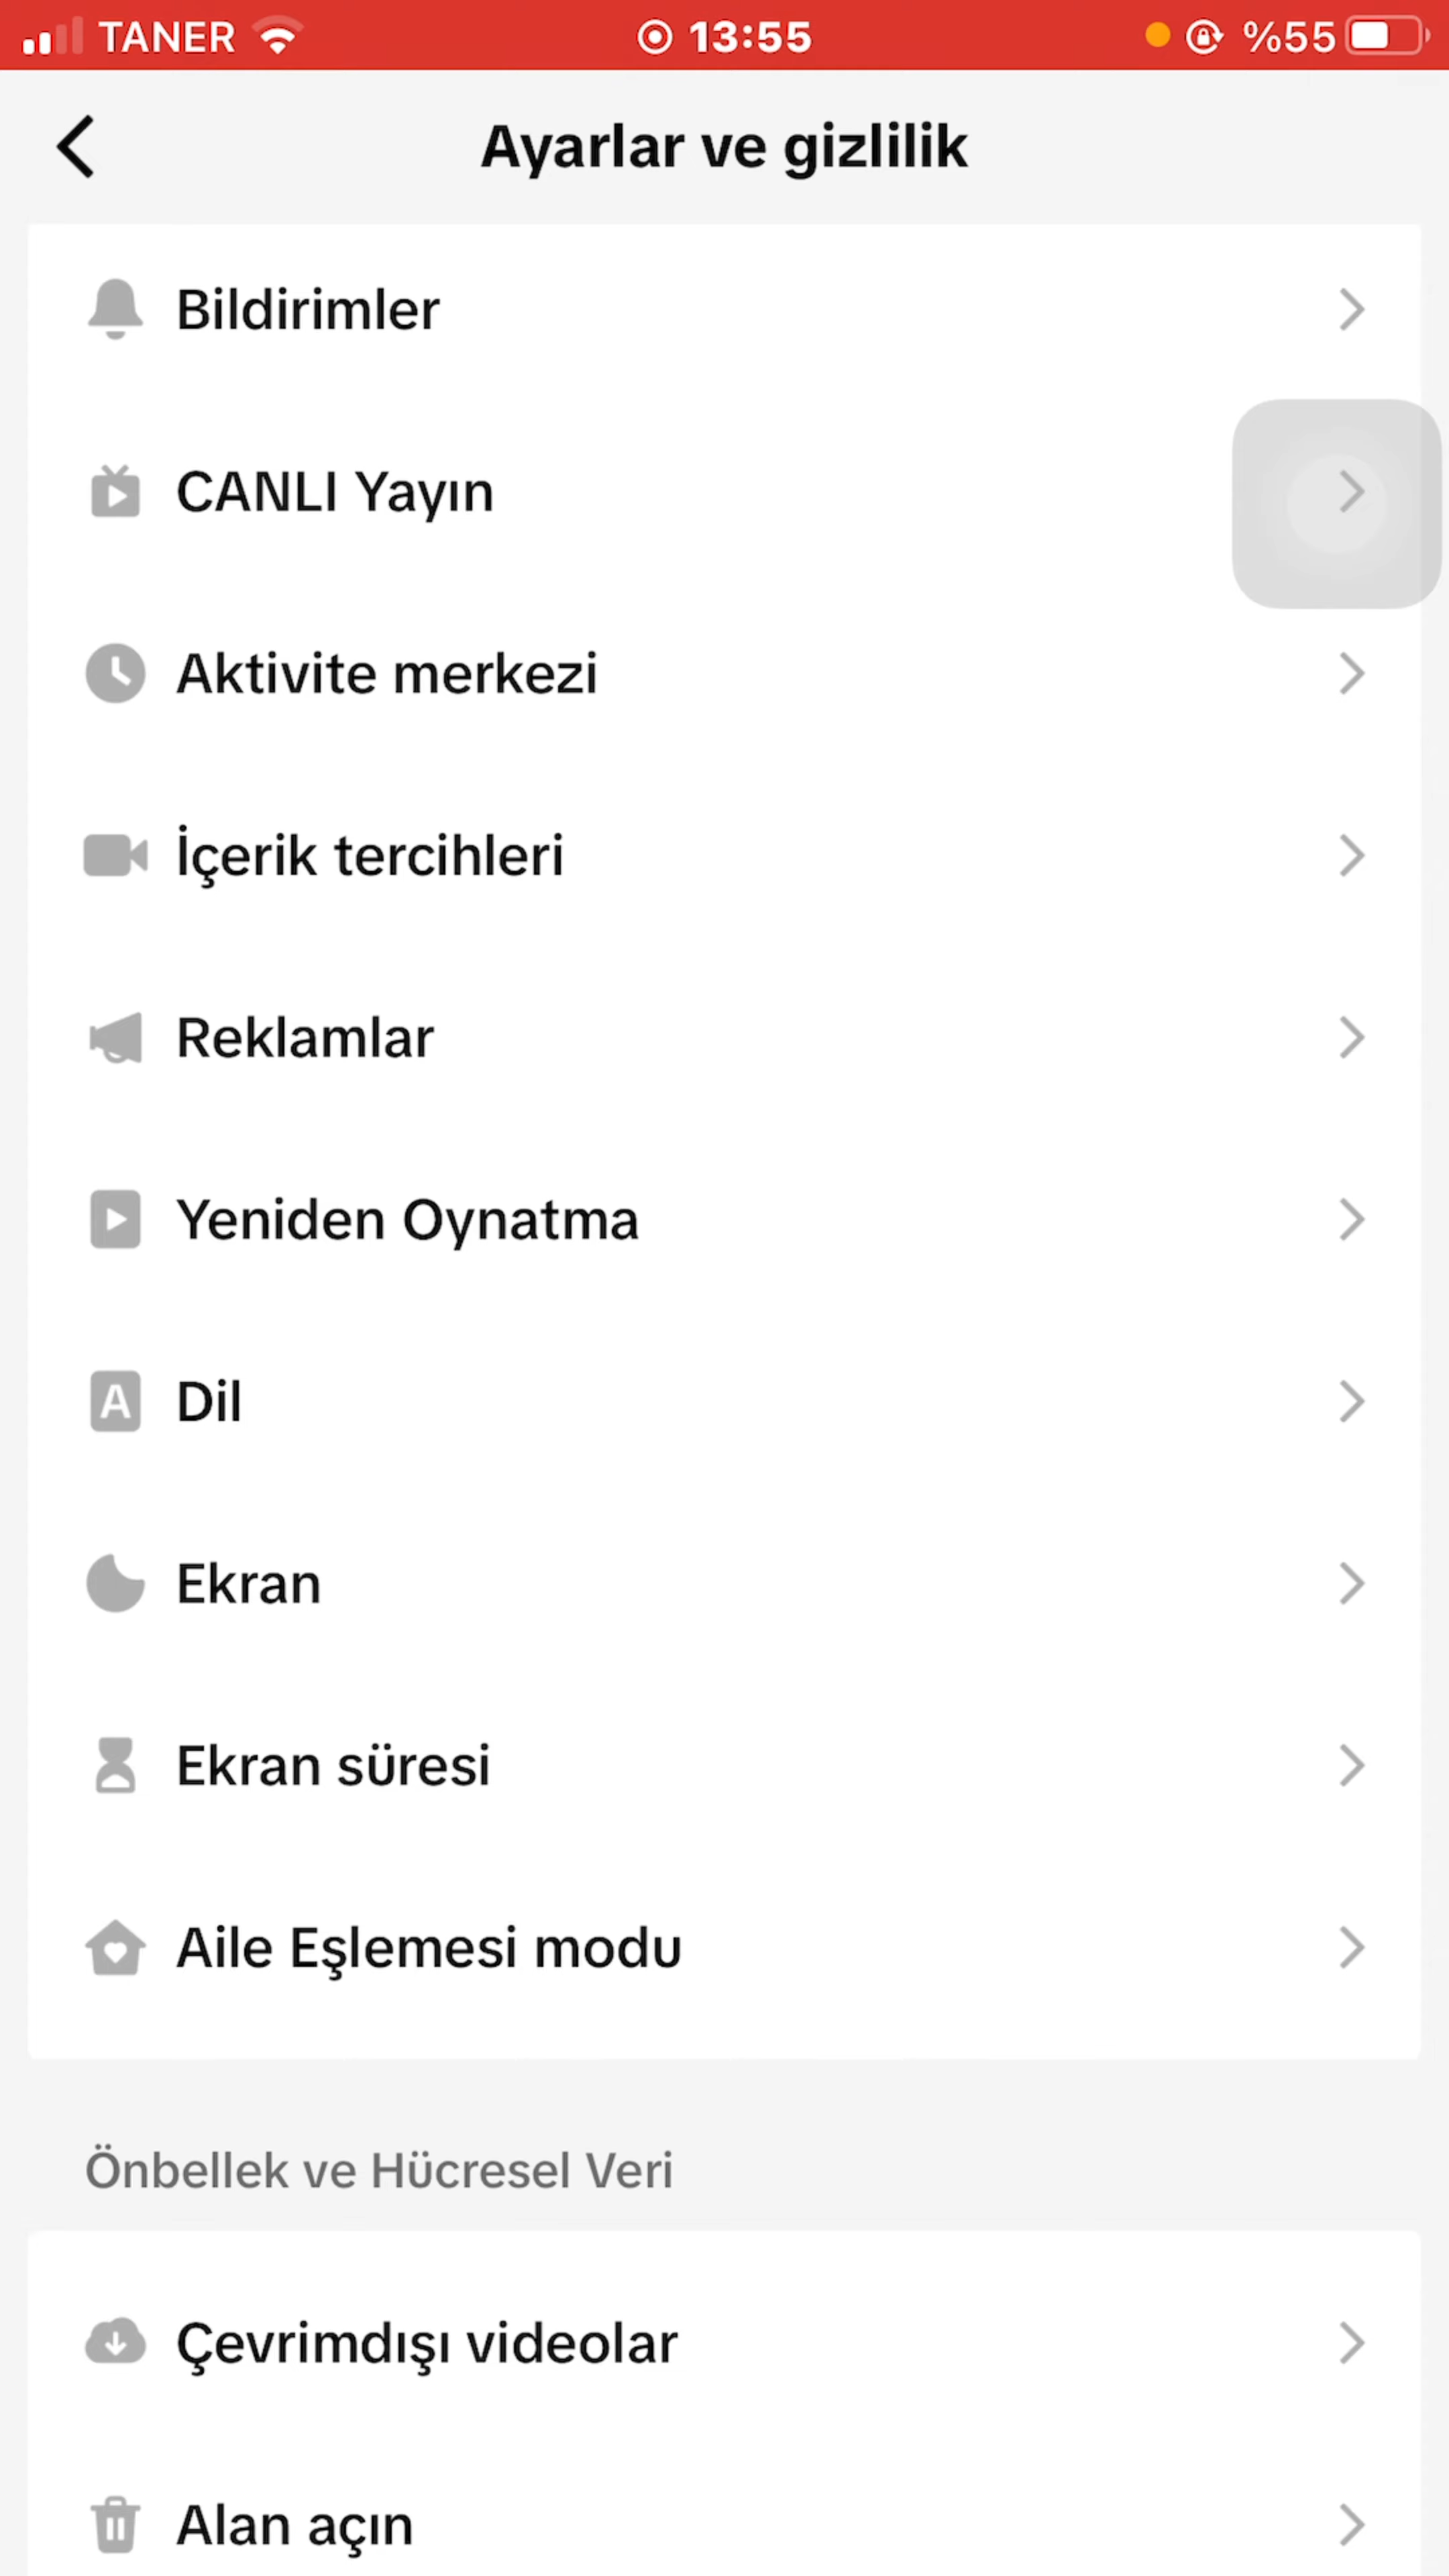 TANER 13:55 %55
Ayarlar ve gizlilik
Bildirimler
CANLI Yayın
Aktivite merkezi
İçerik tercihleri
Reklamlar
Yeniden Oynatma
A Dil
Ekran
Ekran süresi
Aile Eşlemesi modu
Önbellek ve Hücresel Veri
Çevrimdışı videolar
Alan açın